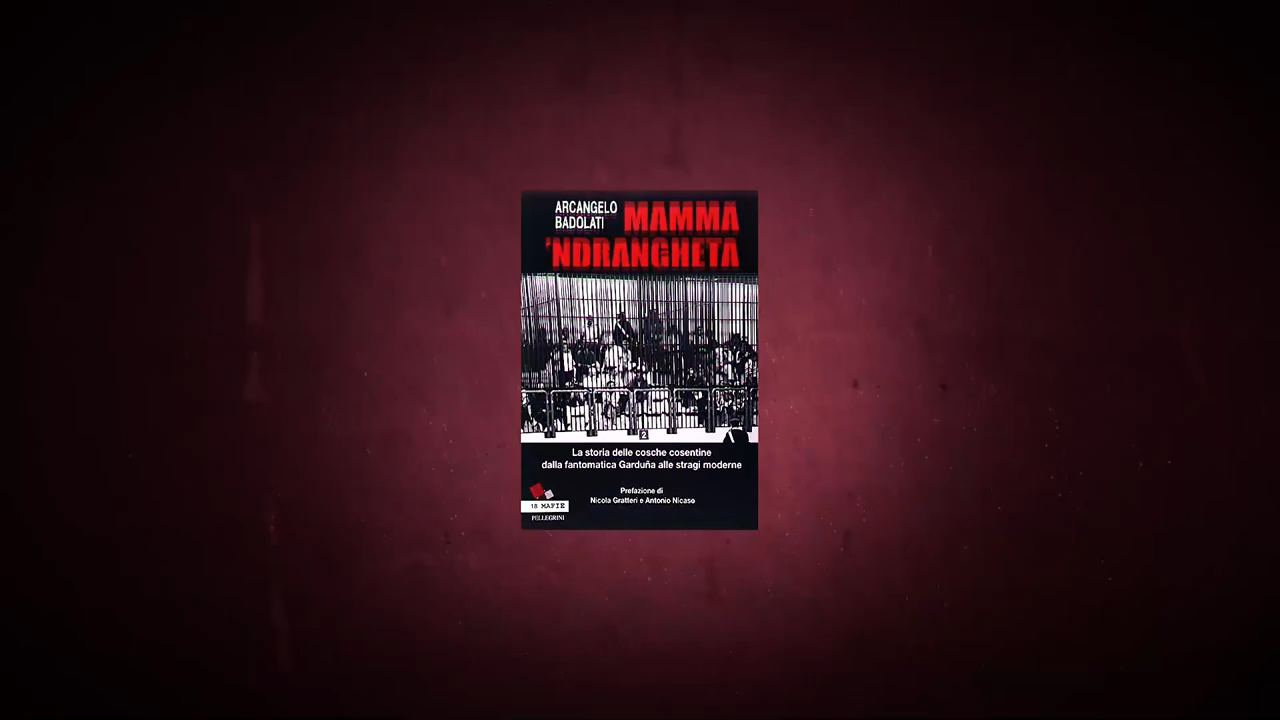 ARCANGELO
BADOLATI
MAMMA
'NDRANGHETA
2
La storia delle cosche cosentine
dalla fantomatica Garduña alle stragi moderne
Prefazione di
Nicola Gratteri e Antonio Nicaso
18 MAFIE
PELLEGRINI